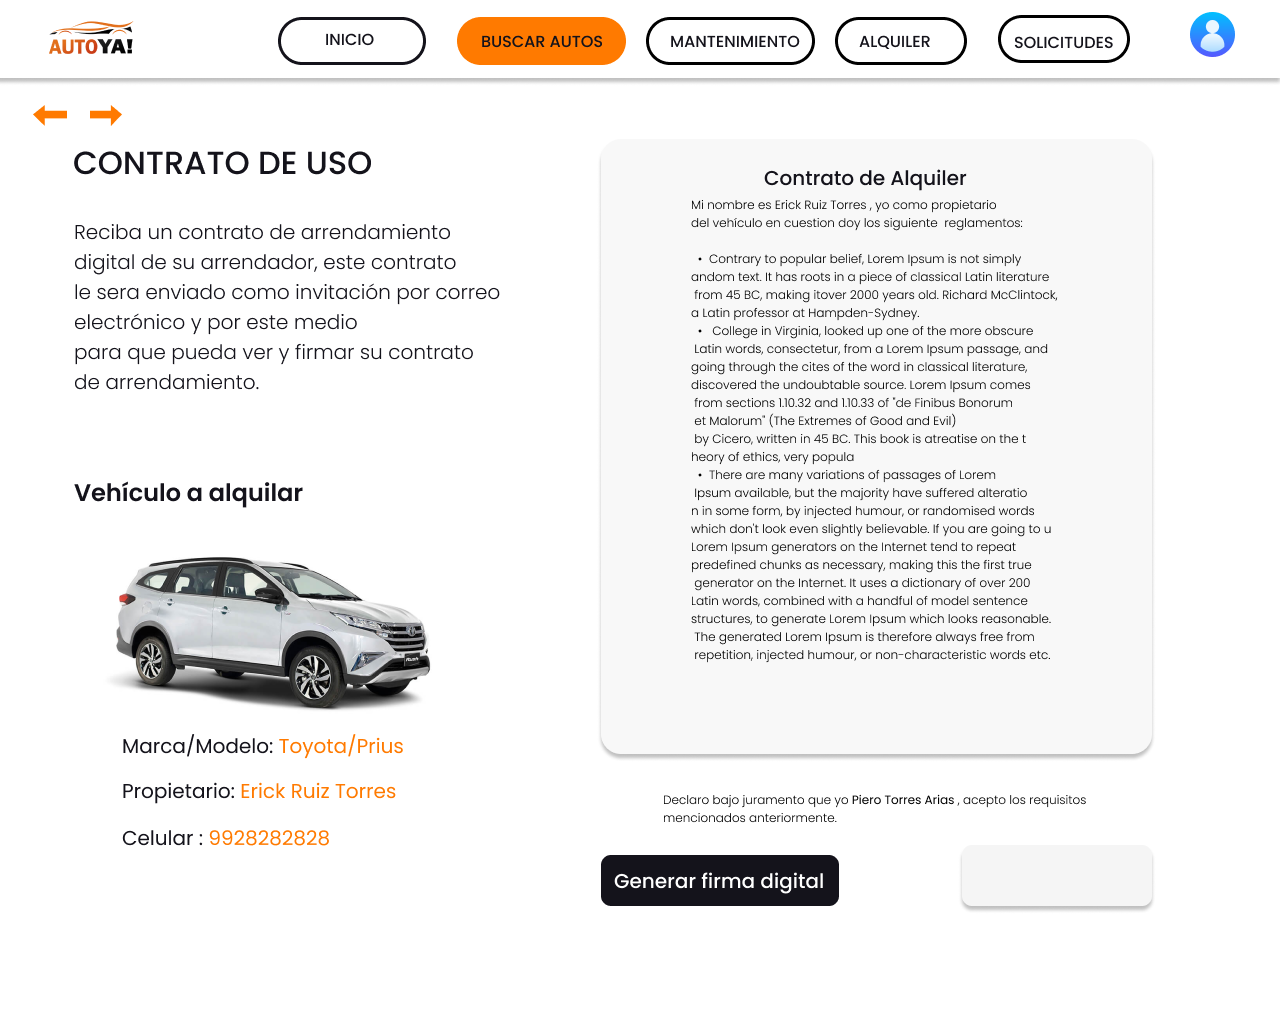 AUTOYA!
INICIO
BUSCAR AUTOS
MANTENIMIENTO
ALQUILER
SOLICITUDES
CONTRATO DE USO
Reciba un contrato de arrendamiento
digital de su arrendador, este contrato
le sera enviado como invitación por correo
electrónico y por este medio
para que pueda ver y firmar su contrato
de arrendamiento.
Vehículo a alquilar
Marca/Modelo: Toyota/Prius
Propietario: Erick Ruiz Torres
Celular : 9928282828
Contrato de Alquiler
Mi nombre es Erick Ruiz Torres , yo como propietario
del vehículo en cuestion doy los siguiente  reglamentos:
• Contrary to popular belief, Lorem Ipsum is not simply
andom text. It has roots in a piece of classical Latin literature
from 45 BC, making itover 2000 years old. Richard McClintock,
a Latin professor at Hampden-Sydney.
•  College in Virginia, looked up one of the more obscure
Latin words, consectetur, from a Lorem Ipsum passage, and
going through the cites of the word in classical literature,
discovered the undoubtable source. Lorem Ipsum comes
from sections 1.10.32 and 1.10.33 of "de Finibus Bonorum
et Malorum" (The Extremes of Good and Evil)
by Cicero, written in 45 BC. This book is atreatise on the t
heory of ethics, very popula
• There are many variations of passages of Lorem
Ipsum available, but the majority have suffered alteratio
n in some form, by injected humour, or randomised words
which don't look even slightly believable. If you are going to u
Lorem Ipsum generators on the Internet tend to repeat
predefined chunks as necessary, making this the first true
generator on the Internet. It uses a dictionary of over 200
Latin words, combined with a handful of model sentence
structures, to generate Lorem Ipsum which looks reasonable.
The generated Lorem Ipsum is therefore always free from
repetition, injected humour, or non-characteristic words etc.
Declaro bajo juramento que yo Piero Torres Arias , acepto los requisitos
mencionados anteriormente.
Generar firma digital